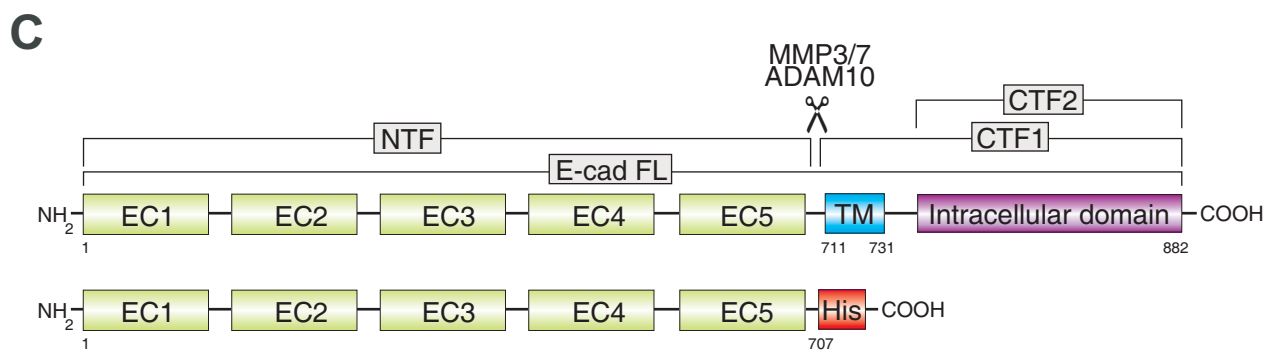 C
MMP3/7
ADAM10
CTF2
NTF
CTF1
E-cad FL
NH2 EC1 EC2 EC3 EC4 EC5 TM Intracellular domain COOH
1 711 731 882
NH2 EC1 EC2 EC3 EC4 EC5 His COOH
1 707